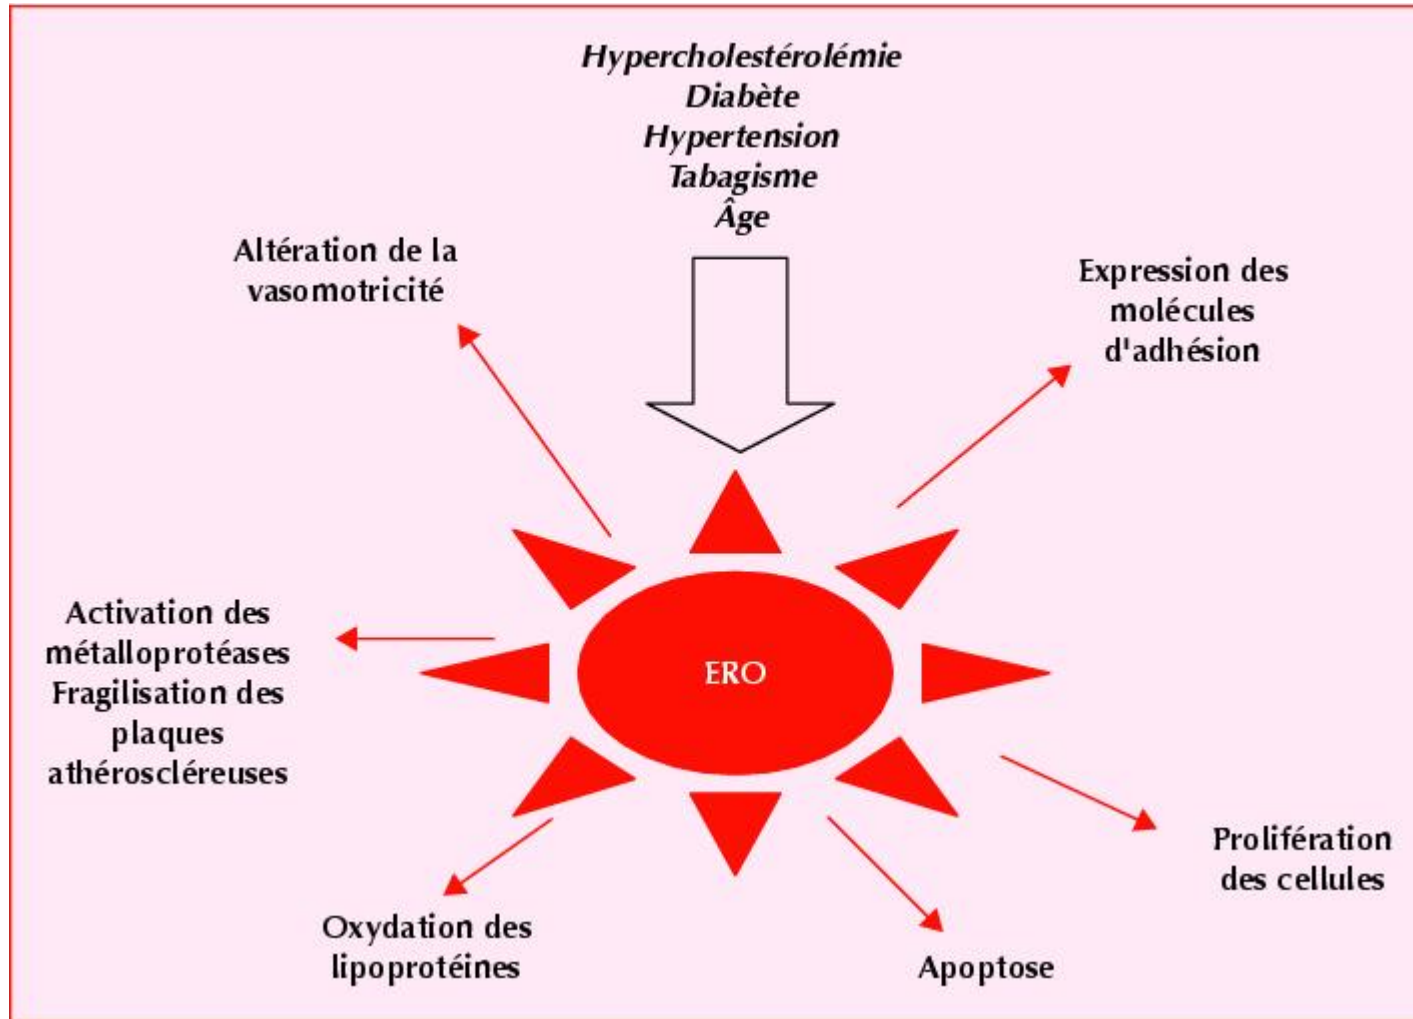 Hypercholestérolémie
Diabète
Hypertension
Tabagisme
Âge
Altération de la
vasomotricité
Expression des
molécules
d'adhésion
Activation des
métalloprotéases
Fragilisation des
plaques
athéroscléreuses
ERO
Prolifération
des cellules
Oxydation des
lipoprotéines
Apoptose